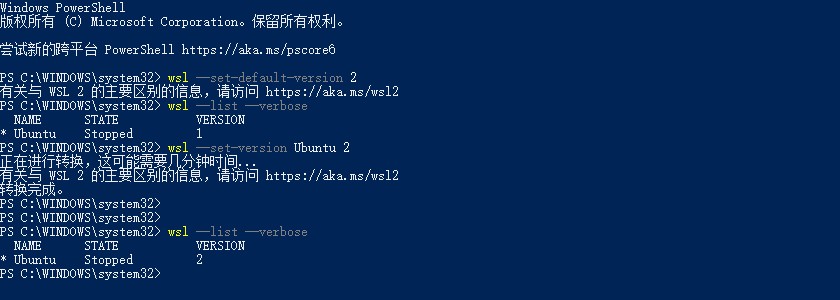 Windows PowerShell
版权所有 (C) Microsoft Corporation。保留所有权利。
尝试新的跨平台 PowerShell https://aka.ms/pscore6
PS C:\WINDOWS\system32> wsl --set-default-version 2
有关与 WSL 2 的主要区别的信息，请访问 https://aka.ms/wsl2
PS C:\WINDOWS\system32> wsl --list --verbose
  NAME      STATE           VERSION
* Ubuntu    Stopped         1
PS C:\WINDOWS\system32> wsl --set-version Ubuntu 2
正在进行转换，这可能需要几分钟时间...
有关与 WSL 2 的主要区别的信息，请访问 https://aka.ms/wsl2
转换完成。
PS C:\WINDOWS\system32>
PS C:\WINDOWS\system32>
PS C:\WINDOWS\system32> wsl --list --verbose
  NAME      STATE           VERSION
* Ubuntu    Stopped         2
PS C:\WINDOWS\system32>